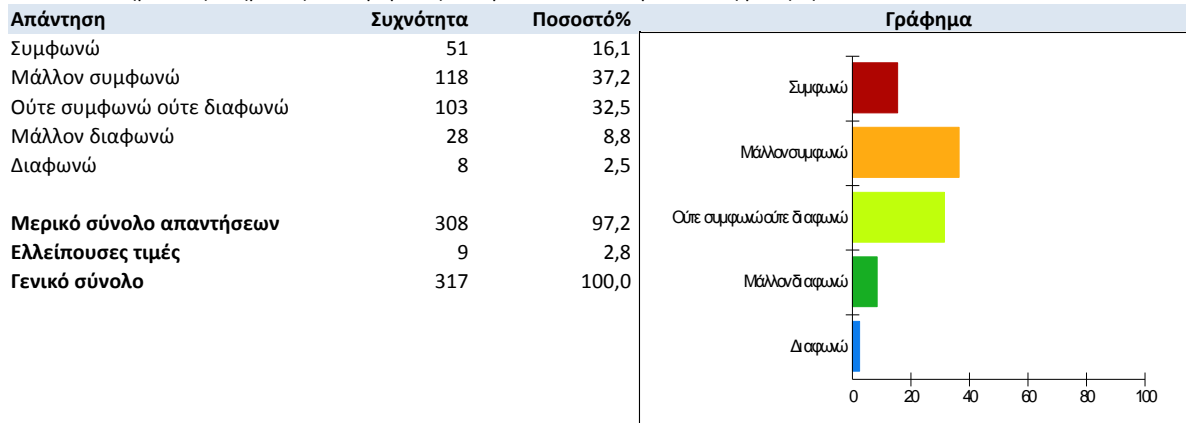 Απάντηση Συχνότητα Ποσοστό% Γράφημα
Συμφωνώ 51 16,1
Μάλλον συμφωνώ 118 37,2
Ούτε συμφωνώ ούτε διαφωνώ 103 32,5
Μάλλον διαφωνώ 28 8,8
Διαφωνώ 8 2,5
Μερικό σύνολο απαντήσεων 308 97,2
Ελλείπουσες τιμές 9 2,8
Γενικό σύνολο 317 100,0
Συμφωνώ
Μάλλον συμφωνώ
Ούτε συμφωνώ ούτε διαφωνώ
Μάλλον διαφωνώ
Διαφωνώ
0 20 40 60 80 100